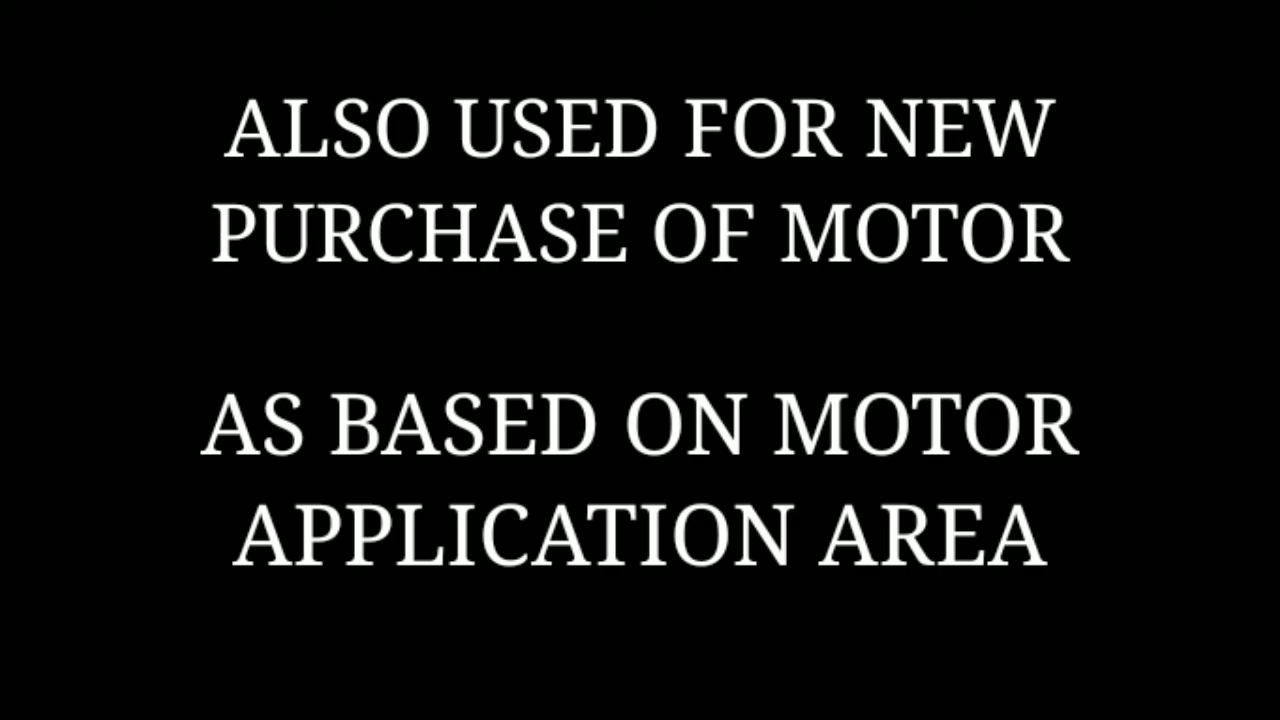 ALSO USED FOR NEW
PURCHASE OF MOTOR
AS BASED ON MOTOR
APPLICATION AREA